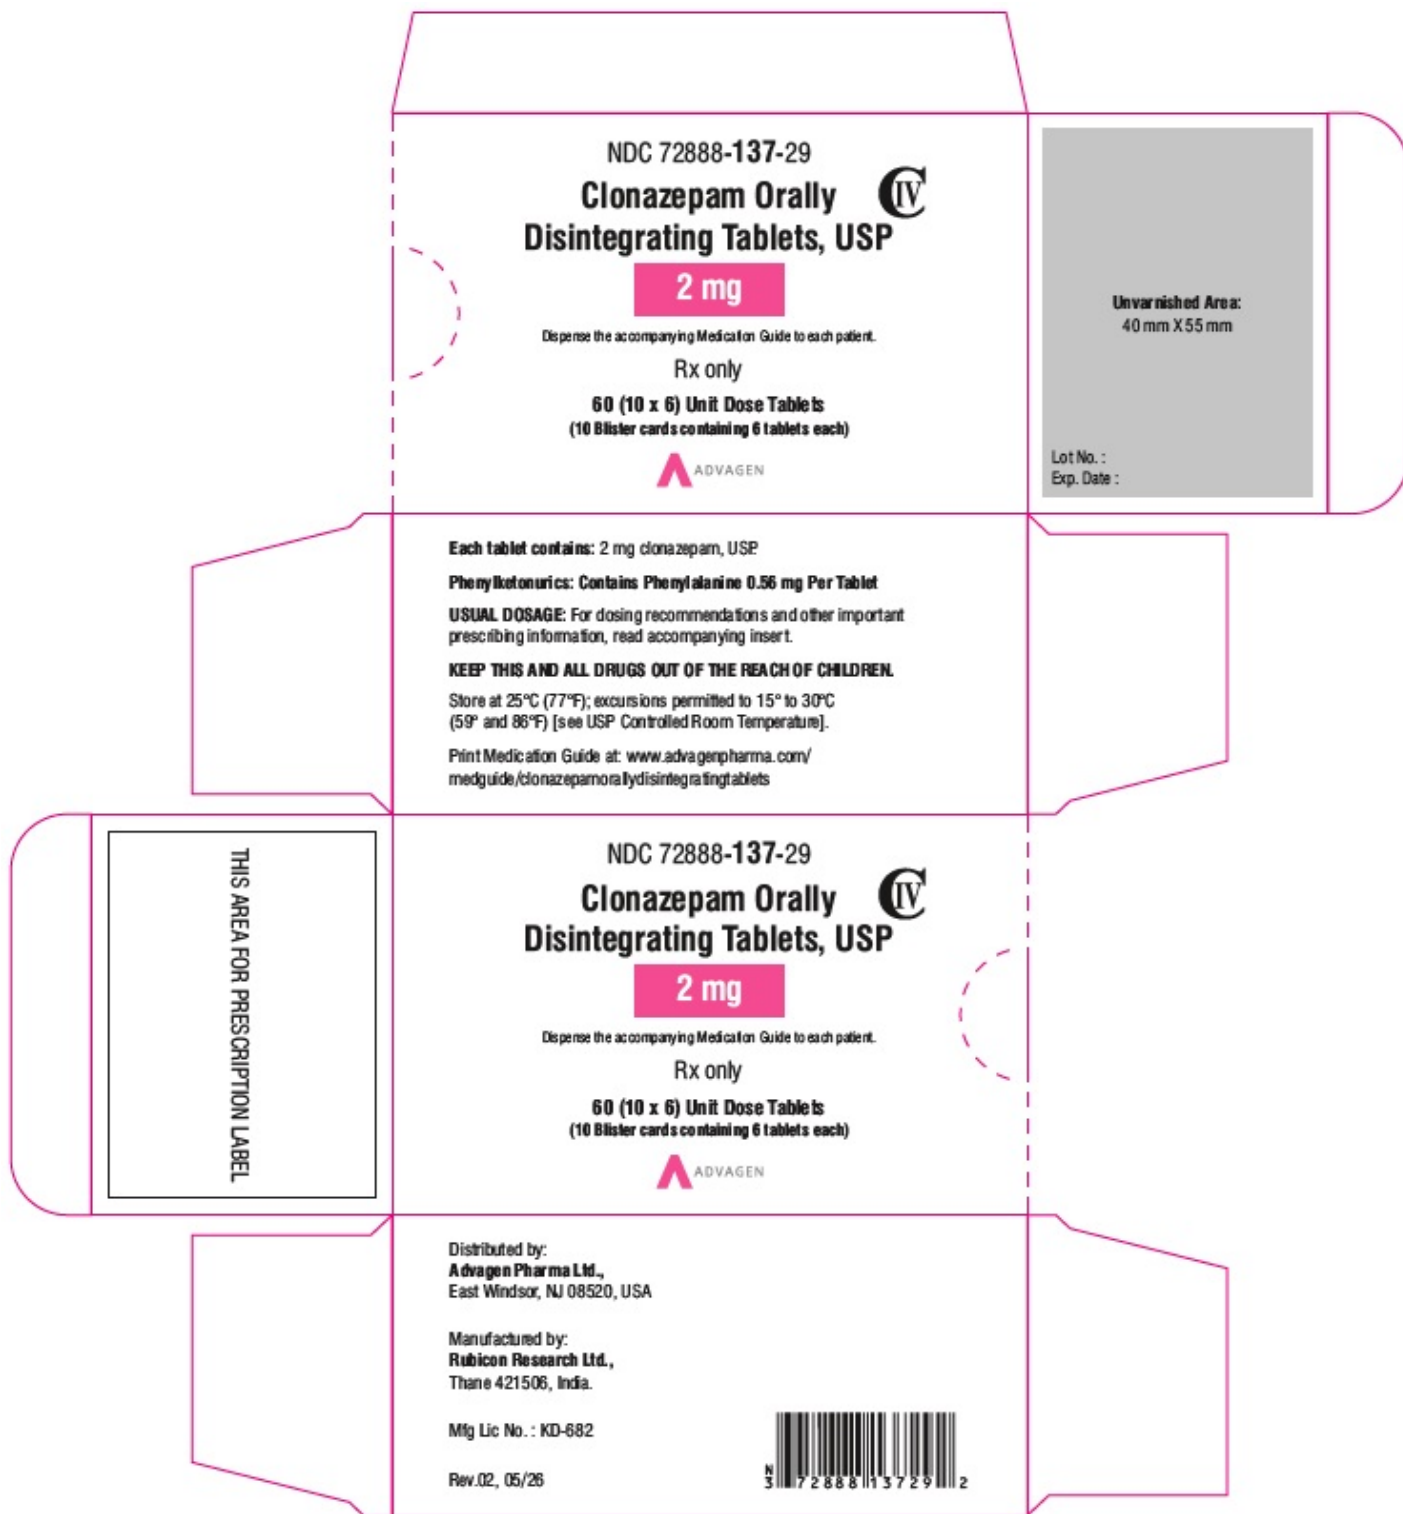 NDC 72888-137-29
Clonazepam Orally
Disintegrating Tablets, USP
CIV
2 mg
Dispense the accompanying Medication Guide to each patient.
Rx only
60 (10 x 6) Unit Dose Tablets
(10 Blister cards containing 6 tablets each)
ADVAGEN
Unvarnished Area:
40 mm X 55 mm
Lot No. :
Exp. Date :
Each tablet contains: 2 mg clonazepam, USP
Phenylketonurics: Contains Phenylalanine 0.56 mg Per Tablet
USUAL DOSAGE: For dosing recommendations and other important
prescribing information, read accompanying insert.
KEEP THIS AND ALL DRUGS OUT OF THE REACH OF CHILDREN.
Store at 25°C (77°F); excursions permitted to 15° to 30°C
(59° and 86°F) [see USP Controlled Room Temperature].
Print Medication Guide at: www.advagenpharma.com/
medguide/clonazepamorallydisintegratingtablets
THIS AREA FOR PRESCRIPTION LABEL
NDC 72888-137-29
Clonazepam Orally
Disintegrating Tablets, USP
CIV
2 mg
Dispense the accompanying Medication Guide to each patient.
Rx only
60 (10 x 6) Unit Dose Tablets
(10 Blister cards containing 6 tablets each)
ADVAGEN
Distributed by:
Advagen Pharma Ltd.,
East Windsor, NJ 08520, USA
Manufactured by:
Rubicon Research Ltd.,
Thane 421506, India.
Mfg Lic No. : KD-682
Rev.02, 05/26
N
3 72888 13729 2